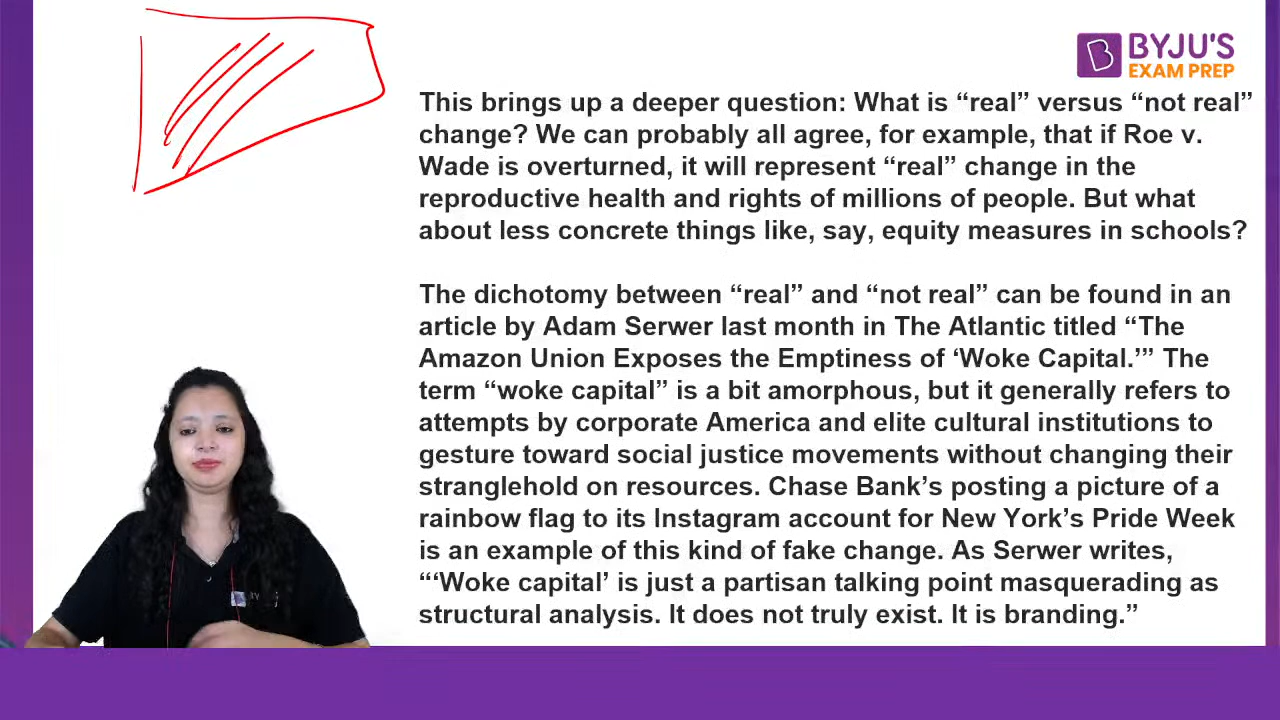 BYJU'S
EXAM PREP
This brings up a deeper question: What is “real” versus “not real”
change? We can probably all agree, for example, that if Roe v.
Wade is overturned, it will represent “real” change in the
reproductive health and rights of millions of people. But what
about less concrete things like, say, equity measures in schools?
The dichotomy between “real” and “not real” can be found in an
article by Adam Serwer last month in The Atlantic titled “The
Amazon Union Exposes the Emptiness of ‘Woke Capital.’” The
term “woke capital” is a bit amorphous, but it generally refers to
attempts by corporate America and elite cultural institutions to
gesture toward social justice movements without changing their
stranglehold on resources. Chase Bank’s posting a picture of a
rainbow flag to its Instagram account for New York’s Pride Week
is an example of this kind of fake change. As Serwer writes,
“‘Woke capital’ is just a partisan talking point masquerading as
structural analysis. It does not truly exist. It is branding.”